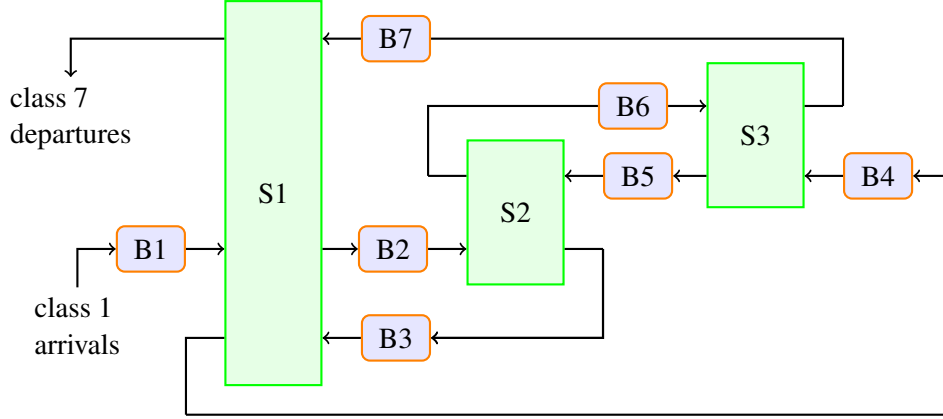 B7
class 7
departures
B6
S3
S1
B5
B4
S2
B1
B2
class 1
arrivals
B3